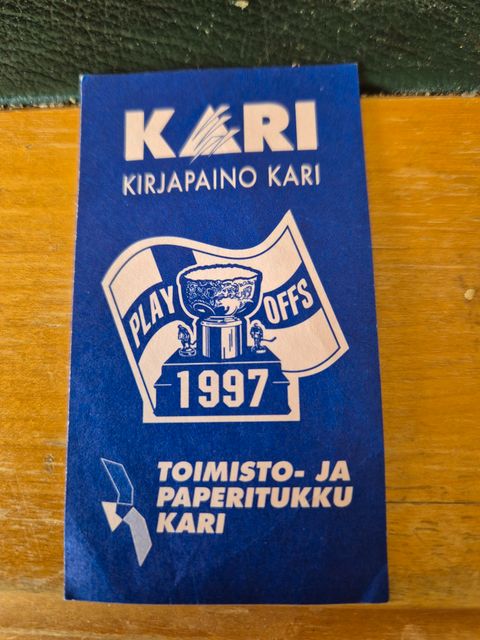 KARI
KIRJAPAINO KARI
PLAY OFFS
1997
TOIMISTO- JA
PAPERITUKKU
KARI